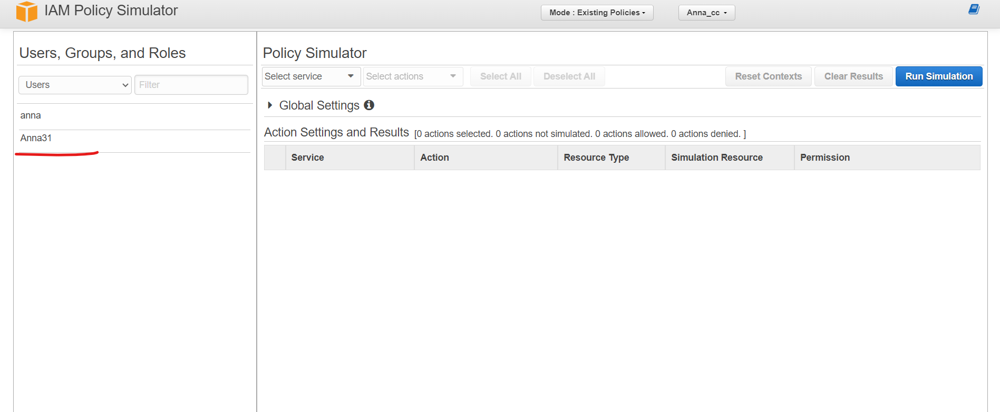 IAM Policy Simulator
Mode : Existing Policies
Anna_cc
Users, Groups, and Roles
Users
Filter
anna
Anna31
Policy Simulator
Select service
Select actions
Select All
Deselect All
Reset Contexts
Clear Results
Run Simulation
Global Settings
Action Settings and Results [0 actions selected. 0 actions not simulated. 0 actions allowed. 0 actions denied. ]
Service Action Resource Type Simulation Resource Permission